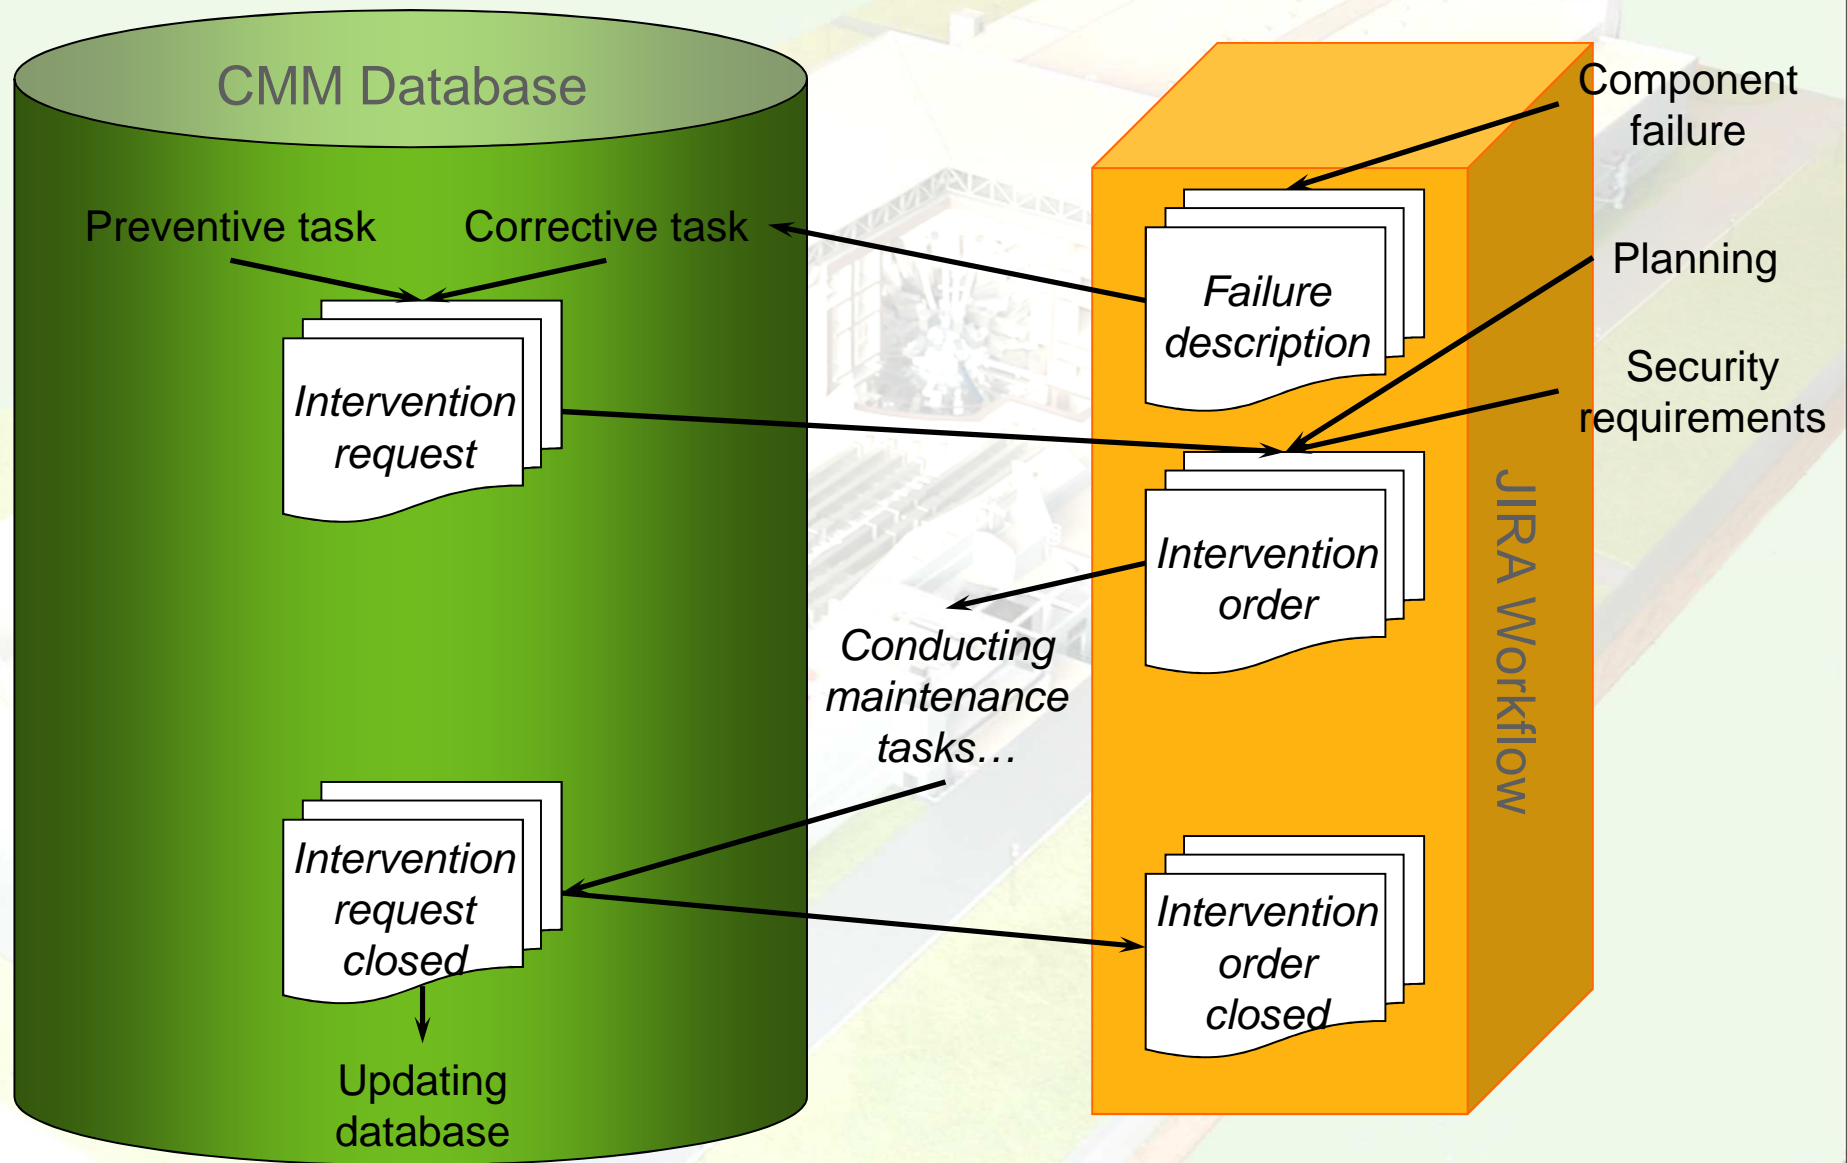 CMM Database
Preventive task
Corrective task
Intervention
request
Intervention
request
closed
Updating
database
Conducting
maintenance
tasks…
Component
failure
Failure
description
Planning
Security
requirements
Intervention
order
Intervention
order
closed
JIRA Workflow